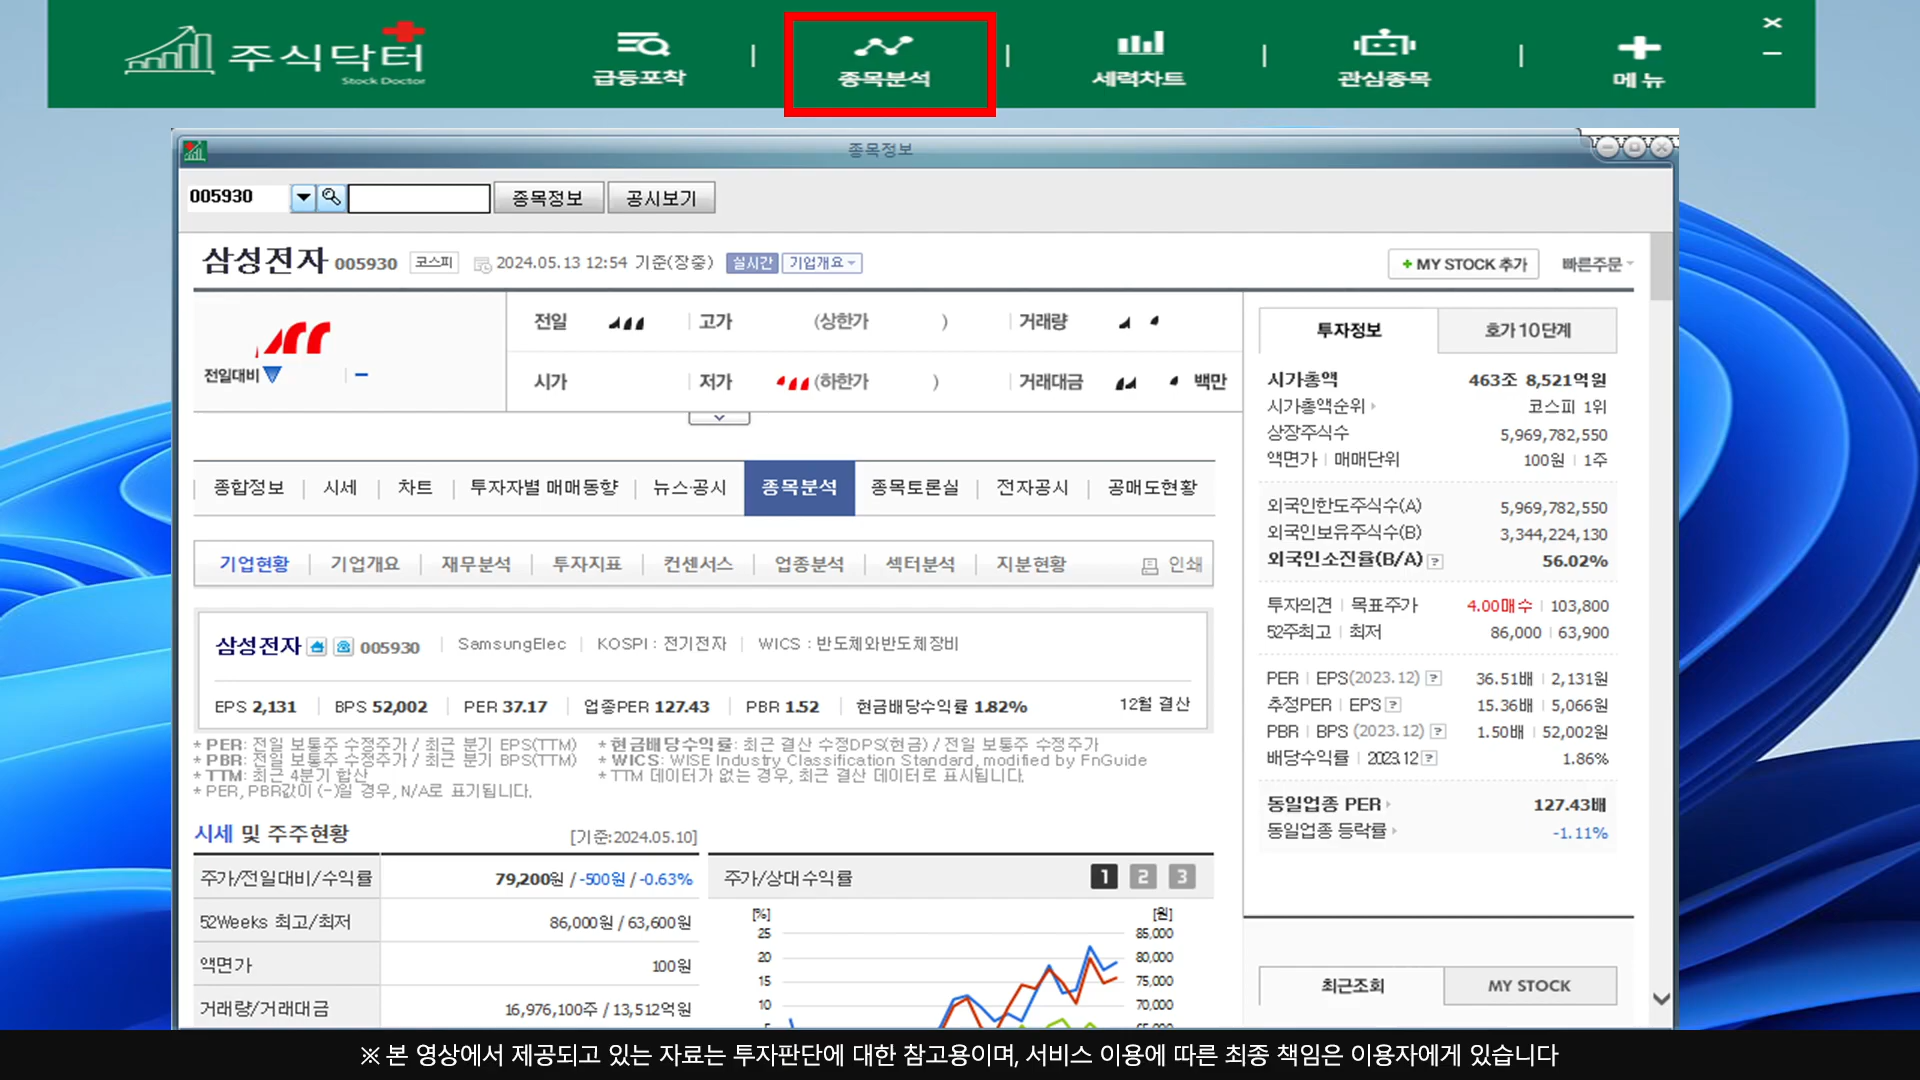 주식닥터
Stock Doctor
급등포착 | 종목분석 | 세력차트 | 관심종목 | 메뉴
종목정보
005930 종목정보 공시보기
삼성전자 005930 코스피 2024.05.13 12:54 기준(장중) 실시간 기업개요
+ MY STOCK 추가 빠른주문
전일대비
전일 고가 (상한가 ) 거래량
시가 저가 (하한가 ) 거래대금 백만
종합정보 시세 차트 투자자별 매매동향 뉴스·공시 종목분석 종목토론실 전자공시 공매도현황
기업현황 기업개요 재무분석 투자지표 컨센서스 업종분석 섹터분석 지분현황 인쇄
삼성전자 005930 SamsungElec KOSPI : 전기전자 WICS : 반도체와반도체장비
EPS 2,131 BPS 52,002 PER 37.17 업종PER 127.43 PBR 1.52 현금배당수익률 1.82% 12월 결산
* PER: 전일 보통주 수정주가 / 최근 분기 EPS(TTM)
* PBR: 전일 보통주 수정주가 / 최근 분기 BPS(TTM)
* TTM: 최근 4분기 합산
* PER, PBR값이 (-)일 경우, N/A로 표기됩니다.
* 현금배당수익률: 최근 결산 수정DPS(현금) / 전일 보통주 수정주가
* WICS: WISE Industry Classification Standard, modified by FnGuide
* TTM 데이터가 없는 경우, 최근 결산 데이터로 표시됩니다.
시세 및 주주현황 [기준:2024.05.10]
주가/전일대비/수익률 79,200원 / -500원 / -0.63%
52Weeks 최고/최저 86,000원 / 63,600원
액면가 100원
거래량/거래대금 16,976,100주 / 13,512억원
주가/상대수익률 1 2 3
[%] [원]
25 85,000
20 80,000
15 75,000
10 70,000
5 65,000
투자정보 호가10단계
시가총액 463조 8,521억원
시가총액순위 코스피 1위
상장주식수 5,969,782,550
액면가 | 매매단위 100원 | 1주
외국인한도주식수(A) 5,969,782,550
외국인보유주식수(B) 3,344,224,130
외국인소진율(B/A) ? 56.02%
투자의견 | 목표주가 4.00매수 | 103,800
52주최고 | 최저 86,000 | 63,900
PER | EPS(2023.12) ? 36.51배 | 2,131원
추정PER | EPS ? 15.36배 | 5,066원
PBR | BPS (2023.12) ? 1.50배 | 52,002원
배당수익률 | 2023.12 ? 1.86%
동일업종 PER 127.43배
동일업종 등락률 -1.11%
최근조회 MY STOCK
※ 본 영상에서 제공되고 있는 자료는 투자판단에 대한 참고용이며, 서비스 이용에 따른 최종 책임은 이용자에게 있습니다